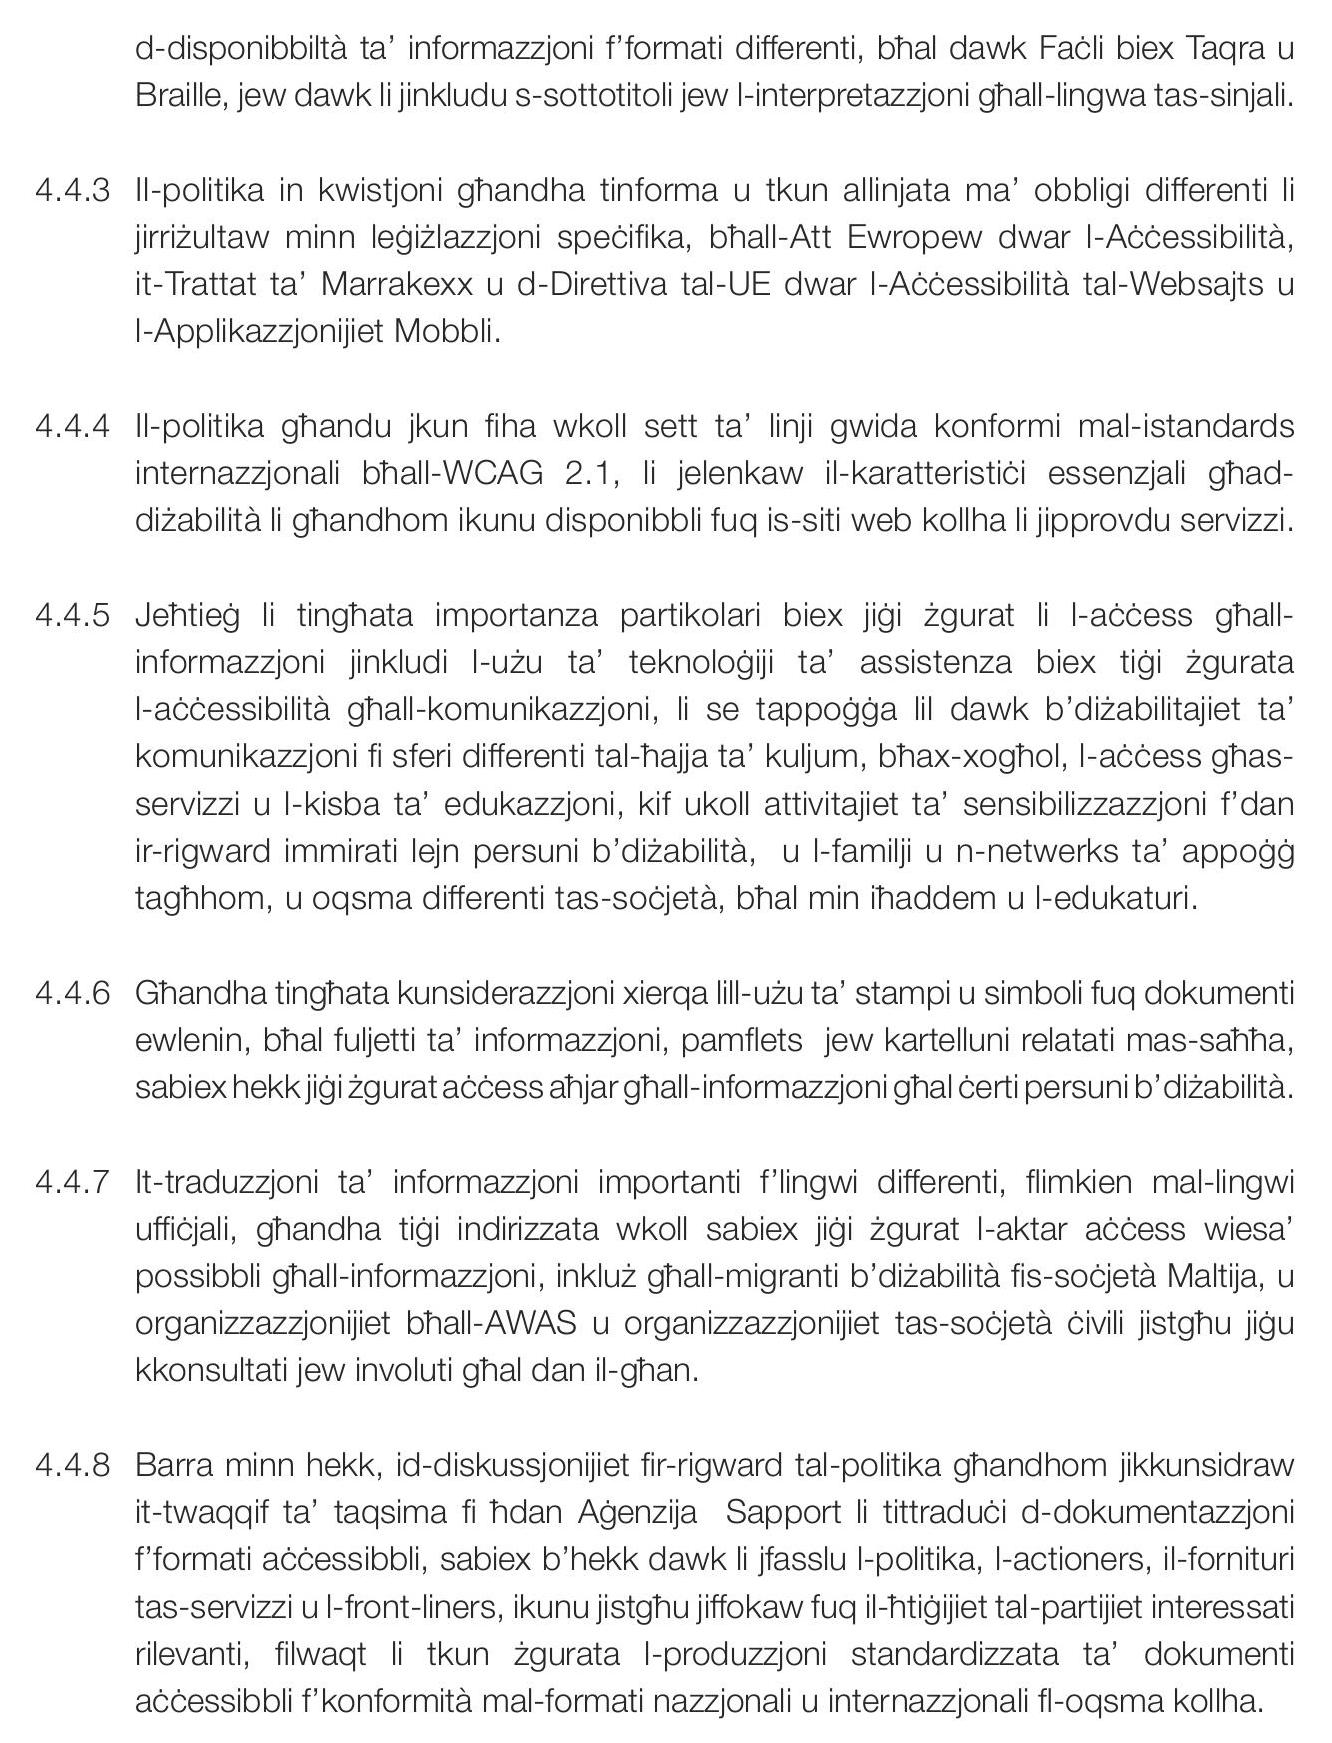 d-disponibbiltà ta’ informazzjoni f’formati differenti, bħal dawk Faċli biex Taqra u
Braille, jew dawk li jinkludu s-sottotitoli jew l-interpretazzjoni għall-lingwa tas-sinjali.
4.4.3 Il-politika in kwistjoni għandha tinforma u tkun allinjata ma’ obbligi differenti li
jirriżultaw minn leġiżlazzjoni speċifika, bħall-Att Ewropew dwar l-Aċċessibilità,
it-Trattat ta’ Marrakexx u d-Direttiva tal-UE dwar l-Aċċessibilità tal-Websajts u
l-Applikazzjonijiet Mobbli.
4.4.4 Il-politika għandu jkun fiha wkoll sett ta’ linji gwida konformi mal-istandards
internazzjonali bħall-WCAG 2.1, li jelenkaw il-karatteristiċi essenzjali għad-
diżabilità li għandhom ikunu disponibbli fuq is-siti web kollha li jipprovdu servizzi.
4.4.5 Jeħtieġ li tingħata importanza partikolari biex jiġi żgurat li l-aċċess għall-
informazzjoni jinkludi l-użu ta’ teknoloġiji ta’ assistenza biex tiġi żgurata
l-aċċessibilità għall-komunikazzjoni, li se tappoġġa lil dawk b’diżabilitajiet ta’
komunikazzjoni fi sferi differenti tal-ħajja ta’ kuljum, bħax-xogħol, l-aċċess għas-
servizzi u l-kisba ta’ edukazzjoni, kif ukoll attivitajiet ta’ sensibilizzazzjoni f’dan
ir-rigward immirati lejn persuni b’diżabilità,  u l-familji u n-netwerks ta’ appoġġ
tagħhom, u oqsma differenti tas-soċjetà, bħal min iħaddem u l-edukaturi.
4.4.6 Għandha tingħata kunsiderazzjoni xierqa lill-użu ta’ stampi u simboli fuq dokumenti
ewlenin, bħal fuljetti ta’ informazzjoni, pamflets  jew kartelluni relatati mas-saħħa,
sabiex hekk jiġi żgurat aċċess aħjar għall-informazzjoni għal ċerti persuni b’diżabilità.
4.4.7 It-traduzzjoni ta’ informazzjoni importanti f’lingwi differenti, flimkien mal-lingwi
uffiċjali, għandha tiġi indirizzata wkoll sabiex jiġi żgurat l-aktar aċċess wiesa’
possibbli għall-informazzjoni, inkluż għall-migranti b’diżabilità fis-soċjetà Maltija, u
organizzazzjonijiet bħall-AWAS u organizzazzjonijiet tas-soċjetà ċivili jistgħu jiġu
kkonsultati jew involuti għal dan il-għan.
4.4.8 Barra minn hekk, id-diskussjonijiet fir-rigward tal-politika għandhom jikkunsidraw
it-twaqqif ta’ taqsima fi ħdan Aġenzija  Sapport li tittraduċi d-dokumentazzjoni
f’formati aċċessibbli, sabiex b’hekk dawk li jfasslu l-politika, l-actioners, il-fornituri
tas-servizzi u l-front-liners, ikunu jistgħu jiffokaw fuq il-ħtiġijiet tal-partijiet interessati
rilevanti, filwaqt li tkun żgurata l-produzzjoni standardizzata ta’ dokumenti
aċċessibbli f’konformità mal-formati nazzjonali u internazzjonali fl-oqsma kollha.